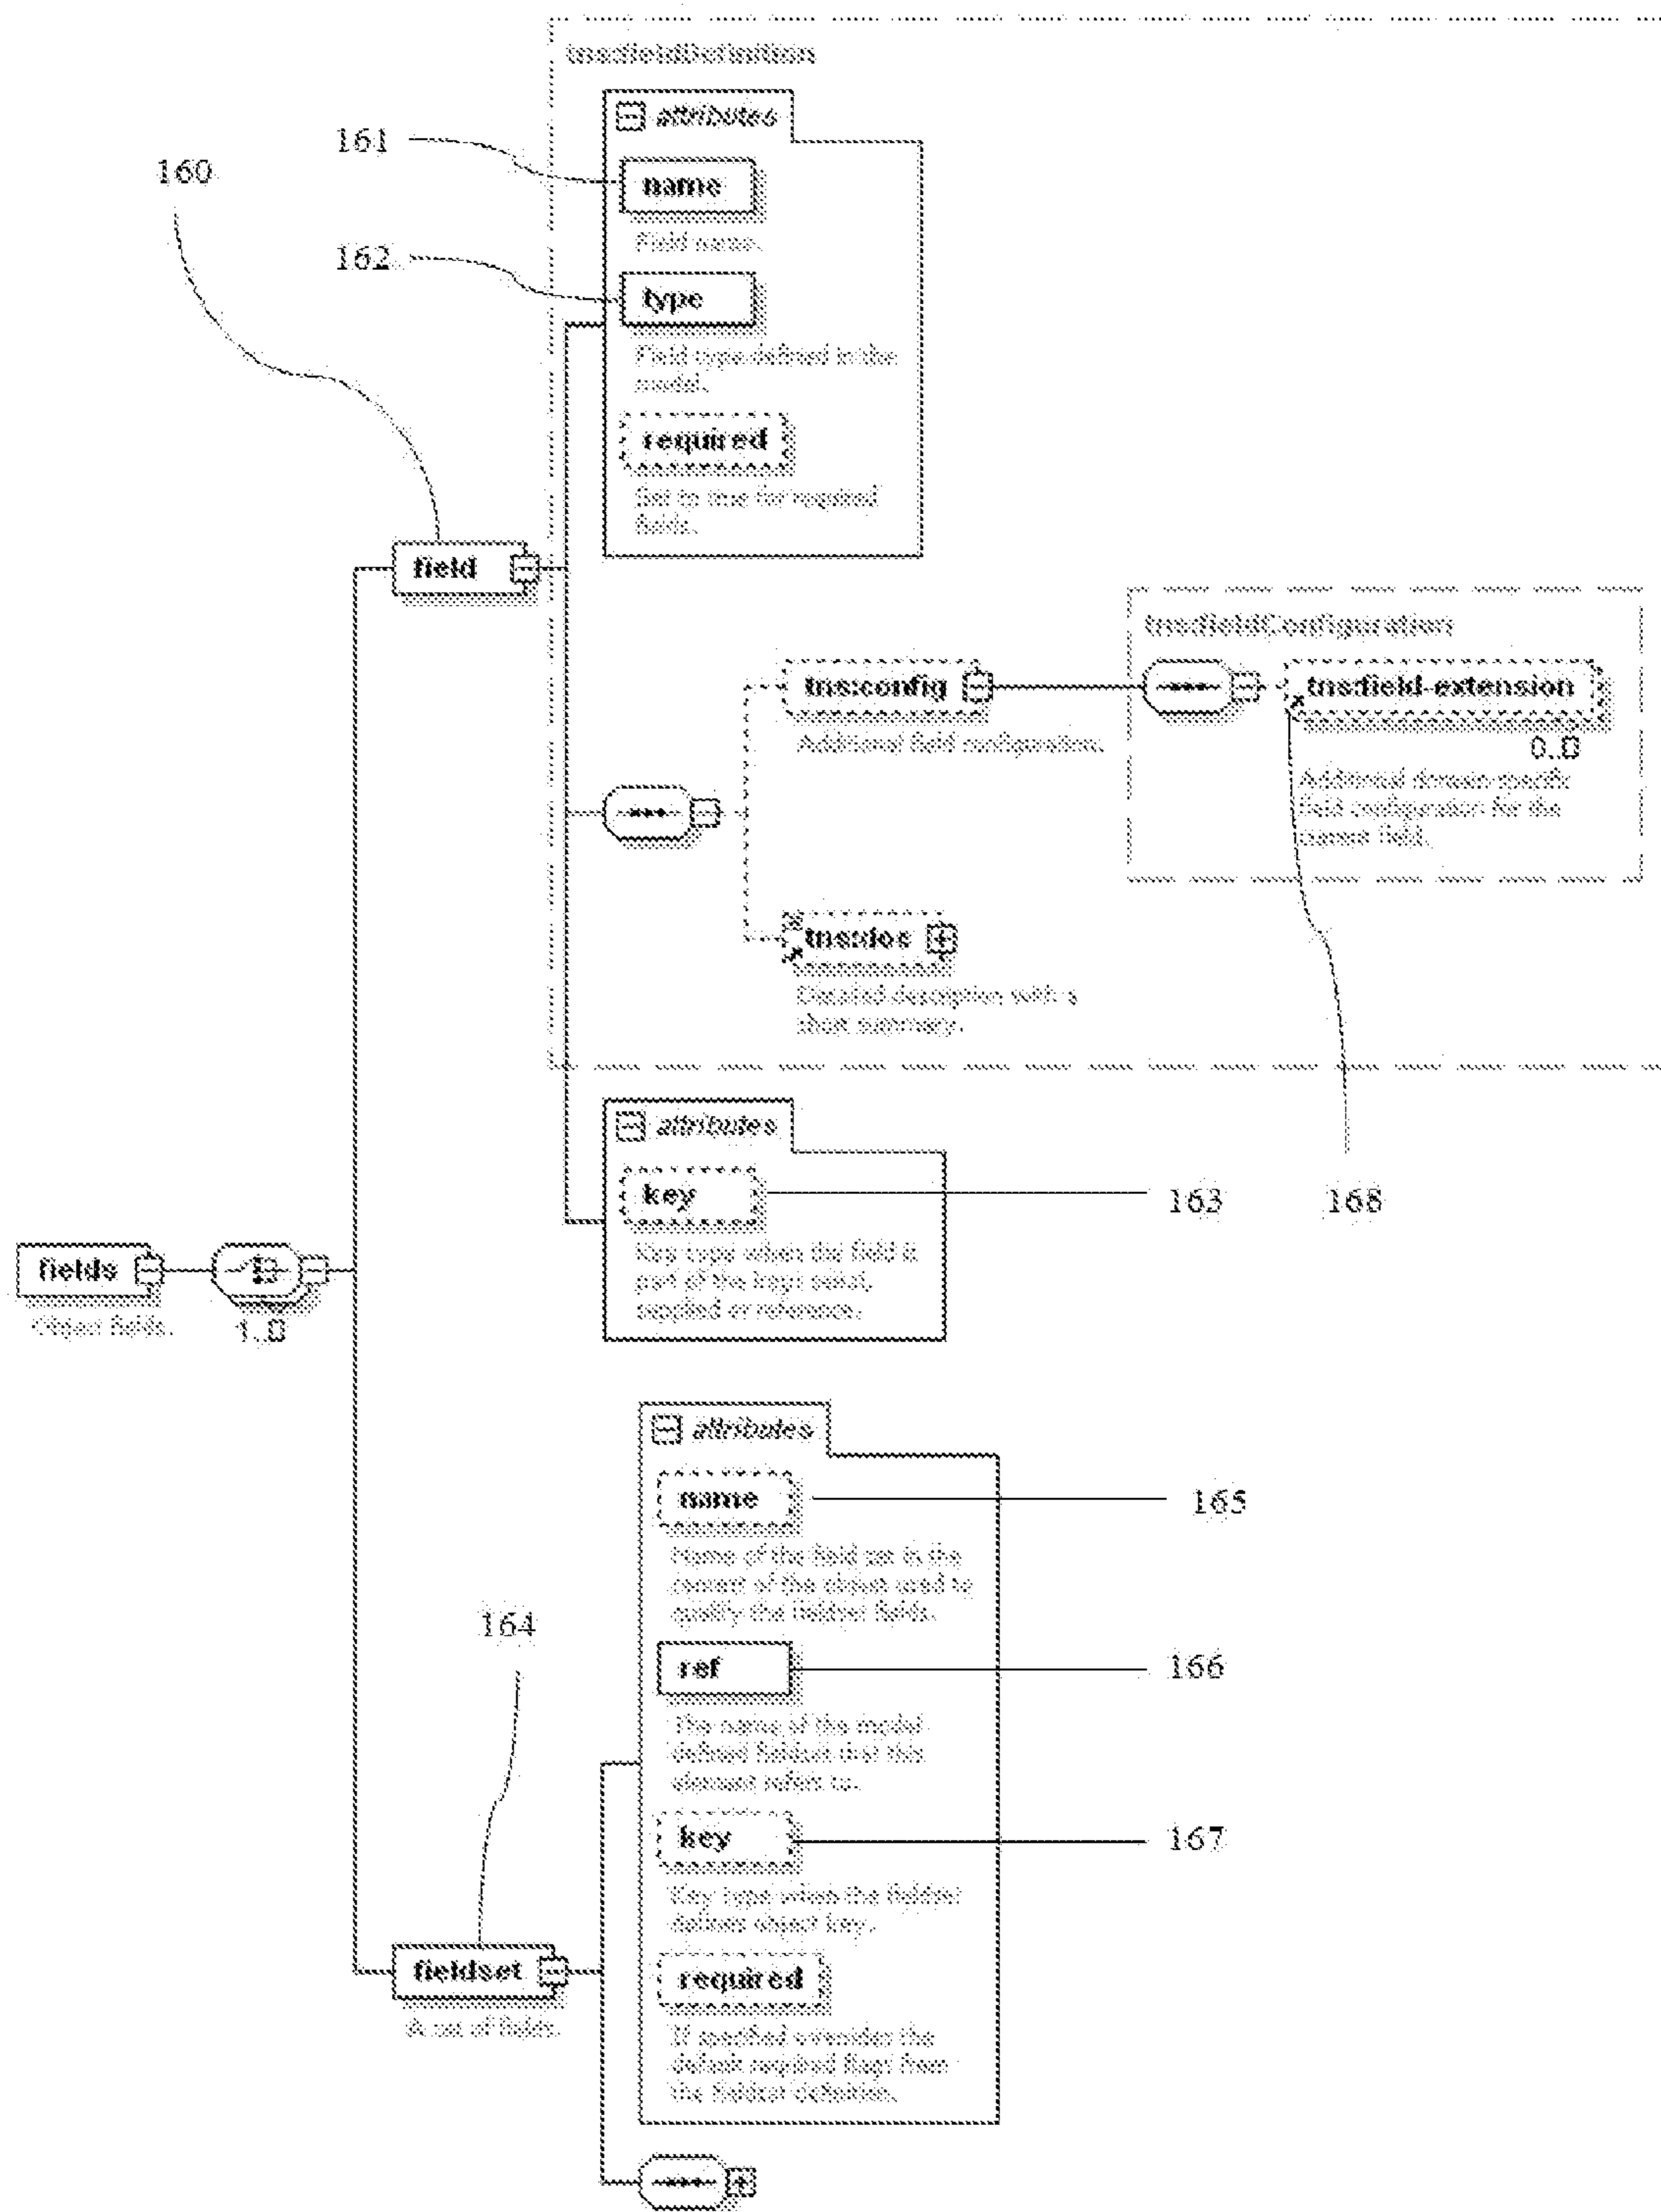 tns:fieldDefinition
attributes
161
160
name
Field name.
162
type
Field type defined in the
model.
required
Set to true for required
fields.
field
tns:fieldConfiguration
tns:config
tns:field-extension
Additional field configuration.
0..
Additional domain-specific
field configuration for the
current field.
tns:doc
Detailed description with a
short summary.
attributes
key
163
168
Key type when the field is
part of the key:
supplied or reference.
fields
Object fields.
1..
attributes
name
165
Name of the field set in the
context of the object used to
qualify the fieldset fields.
164
ref
166
The name of the model
defined fieldset that this
element refers to.
key
167
Key type when the fieldset
defines object key.
fieldset
required
A set of fields.
If specified overrides the
default required flags from
the fieldset definition.